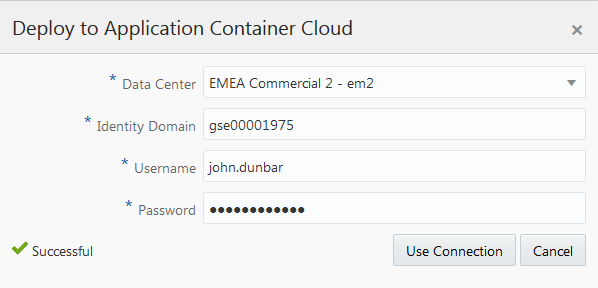 Deploy to Application Container Cloud
* Data Center EMEA Commercial 2 - em2
* Identity Domain gse00001975
* Username john.dunbar
* Password ●●●●●●●●●●●●
Successful Use Connection Cancel